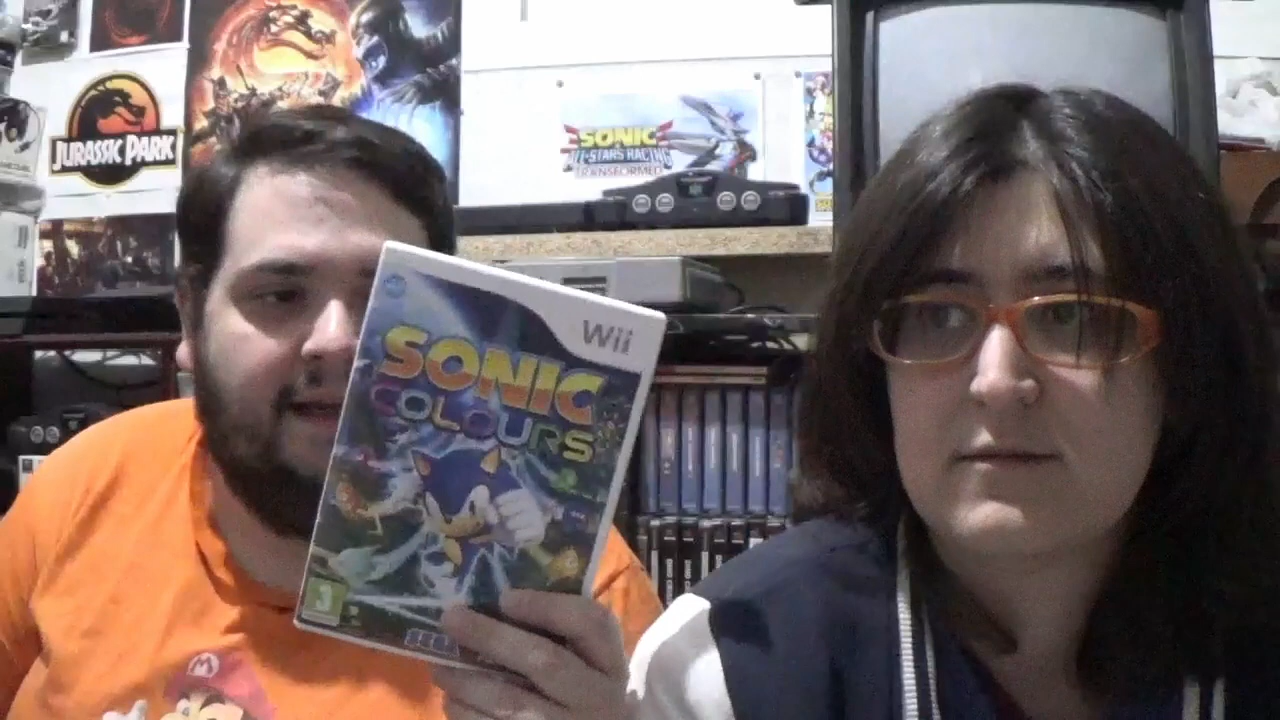 JURASSIC PARK
SONIC
ALL-STARS RACING
TRANSFORMED
Wii
SONIC
COLOURS
3
SEGA
M